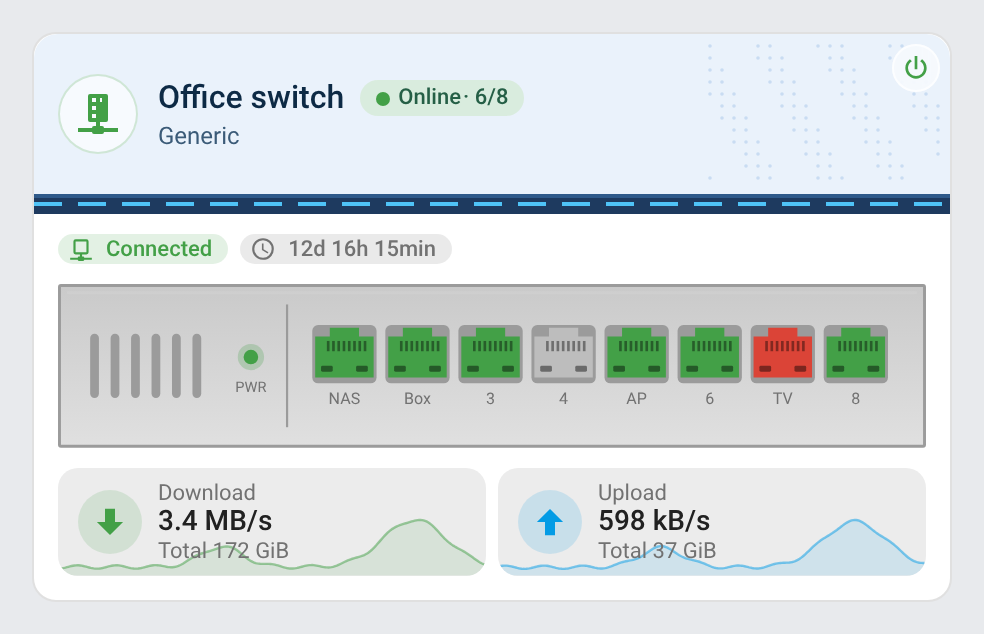 Office switch
Online· 6/8
Generic
Connected
12d 16h 15min
PWR
NAS Box 3 4 AP 6 TV 8
Download
3.4 MB/s
Total 172 GiB
Upload
598 kB/s
Total 37 GiB